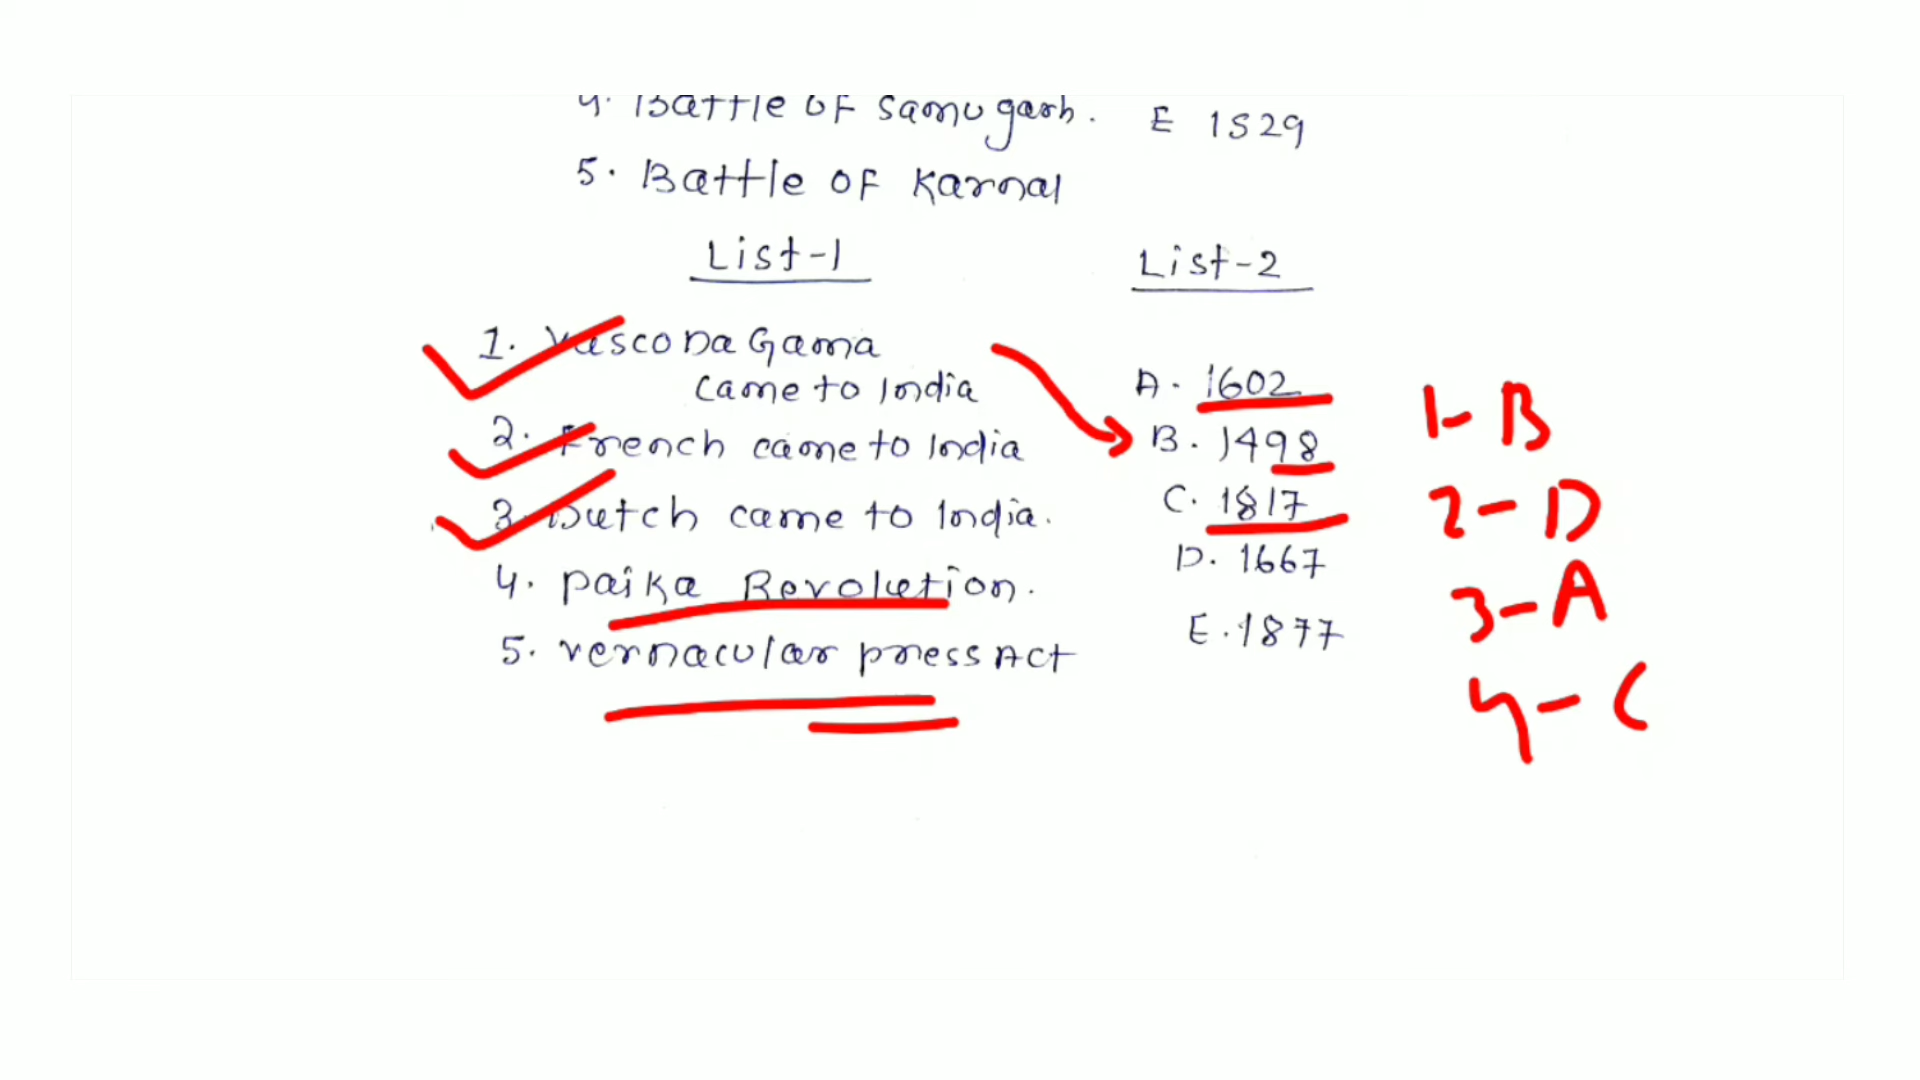 4. Battle of Samugarh. E 1529
5. Battle of Karnal
List-1 List-2
1. Vasco Da Gama
came to India A. 1602 1-B
2. French came to India B. 1498
3. Dutch came to India. C. 1817 2-D
4. paika Revolution. D. 1667 3-A
5. vernacular press Act E. 1877
4-C